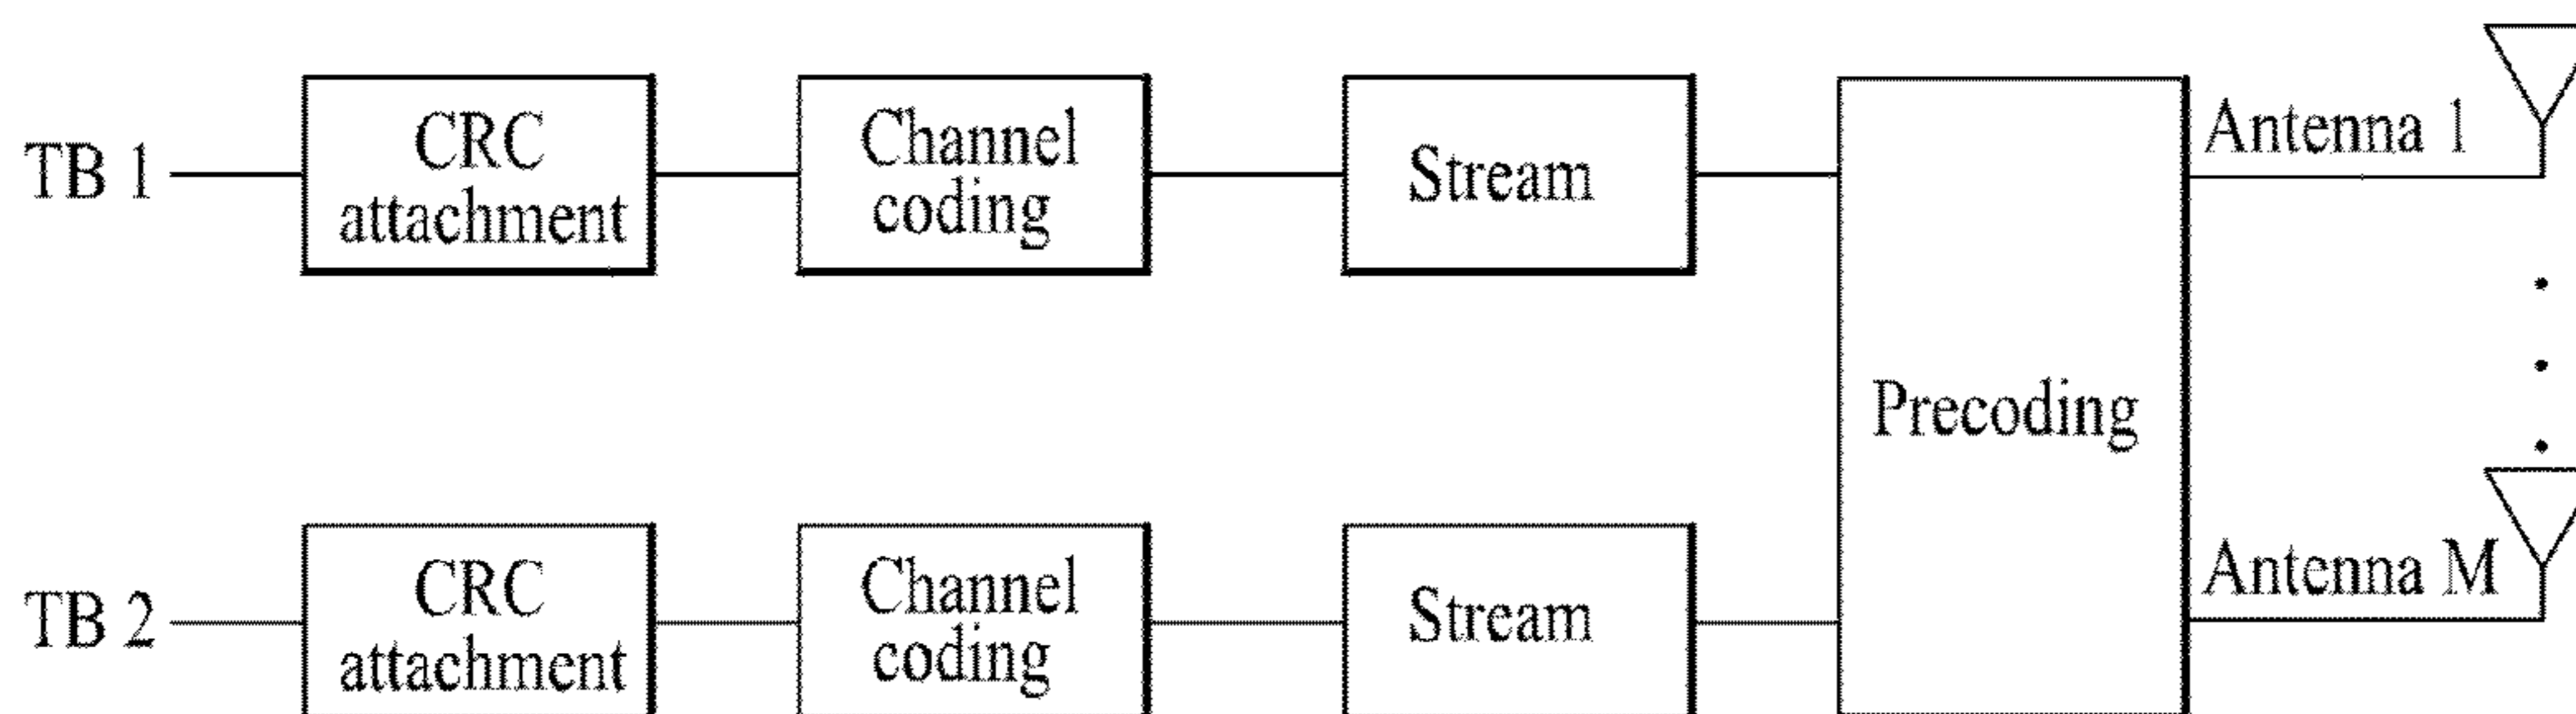 TB 1
CRC
attachment
Channel
coding
Stream
Precoding
Antenna 1
TB 2
CRC
attachment
Channel
coding
Stream
Antenna M